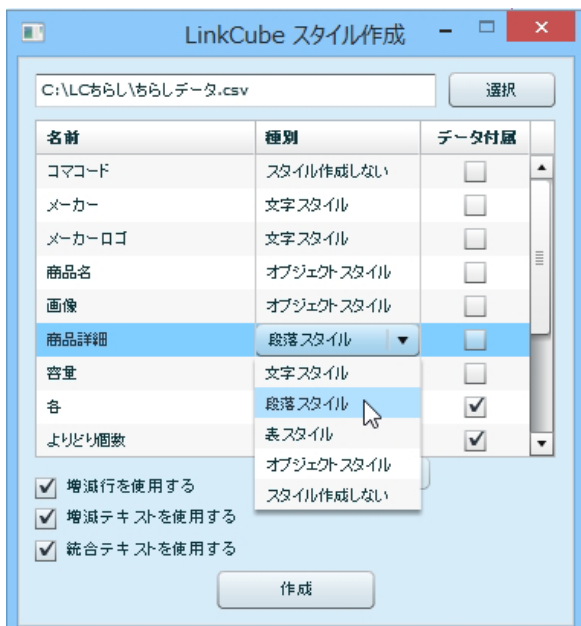 LinkCube スタイル作成
C:\LCちらし\ちらしデータ.csv
選択
名前 種別 データ付属
コマコード スタイル作成しない
メーカー 文字スタイル
メーカーロゴ 文字スタイル
商品名 オブジェクトスタイル
画像 オブジェクトスタイル
商品詳細 段落スタイル
容量 文字スタイル
各 段落スタイル
よりどり個数 表スタイル
オブジェクトスタイル
スタイル作成しない
増減行を使用する
増減テキストを使用する
統合テキストを使用する
作成